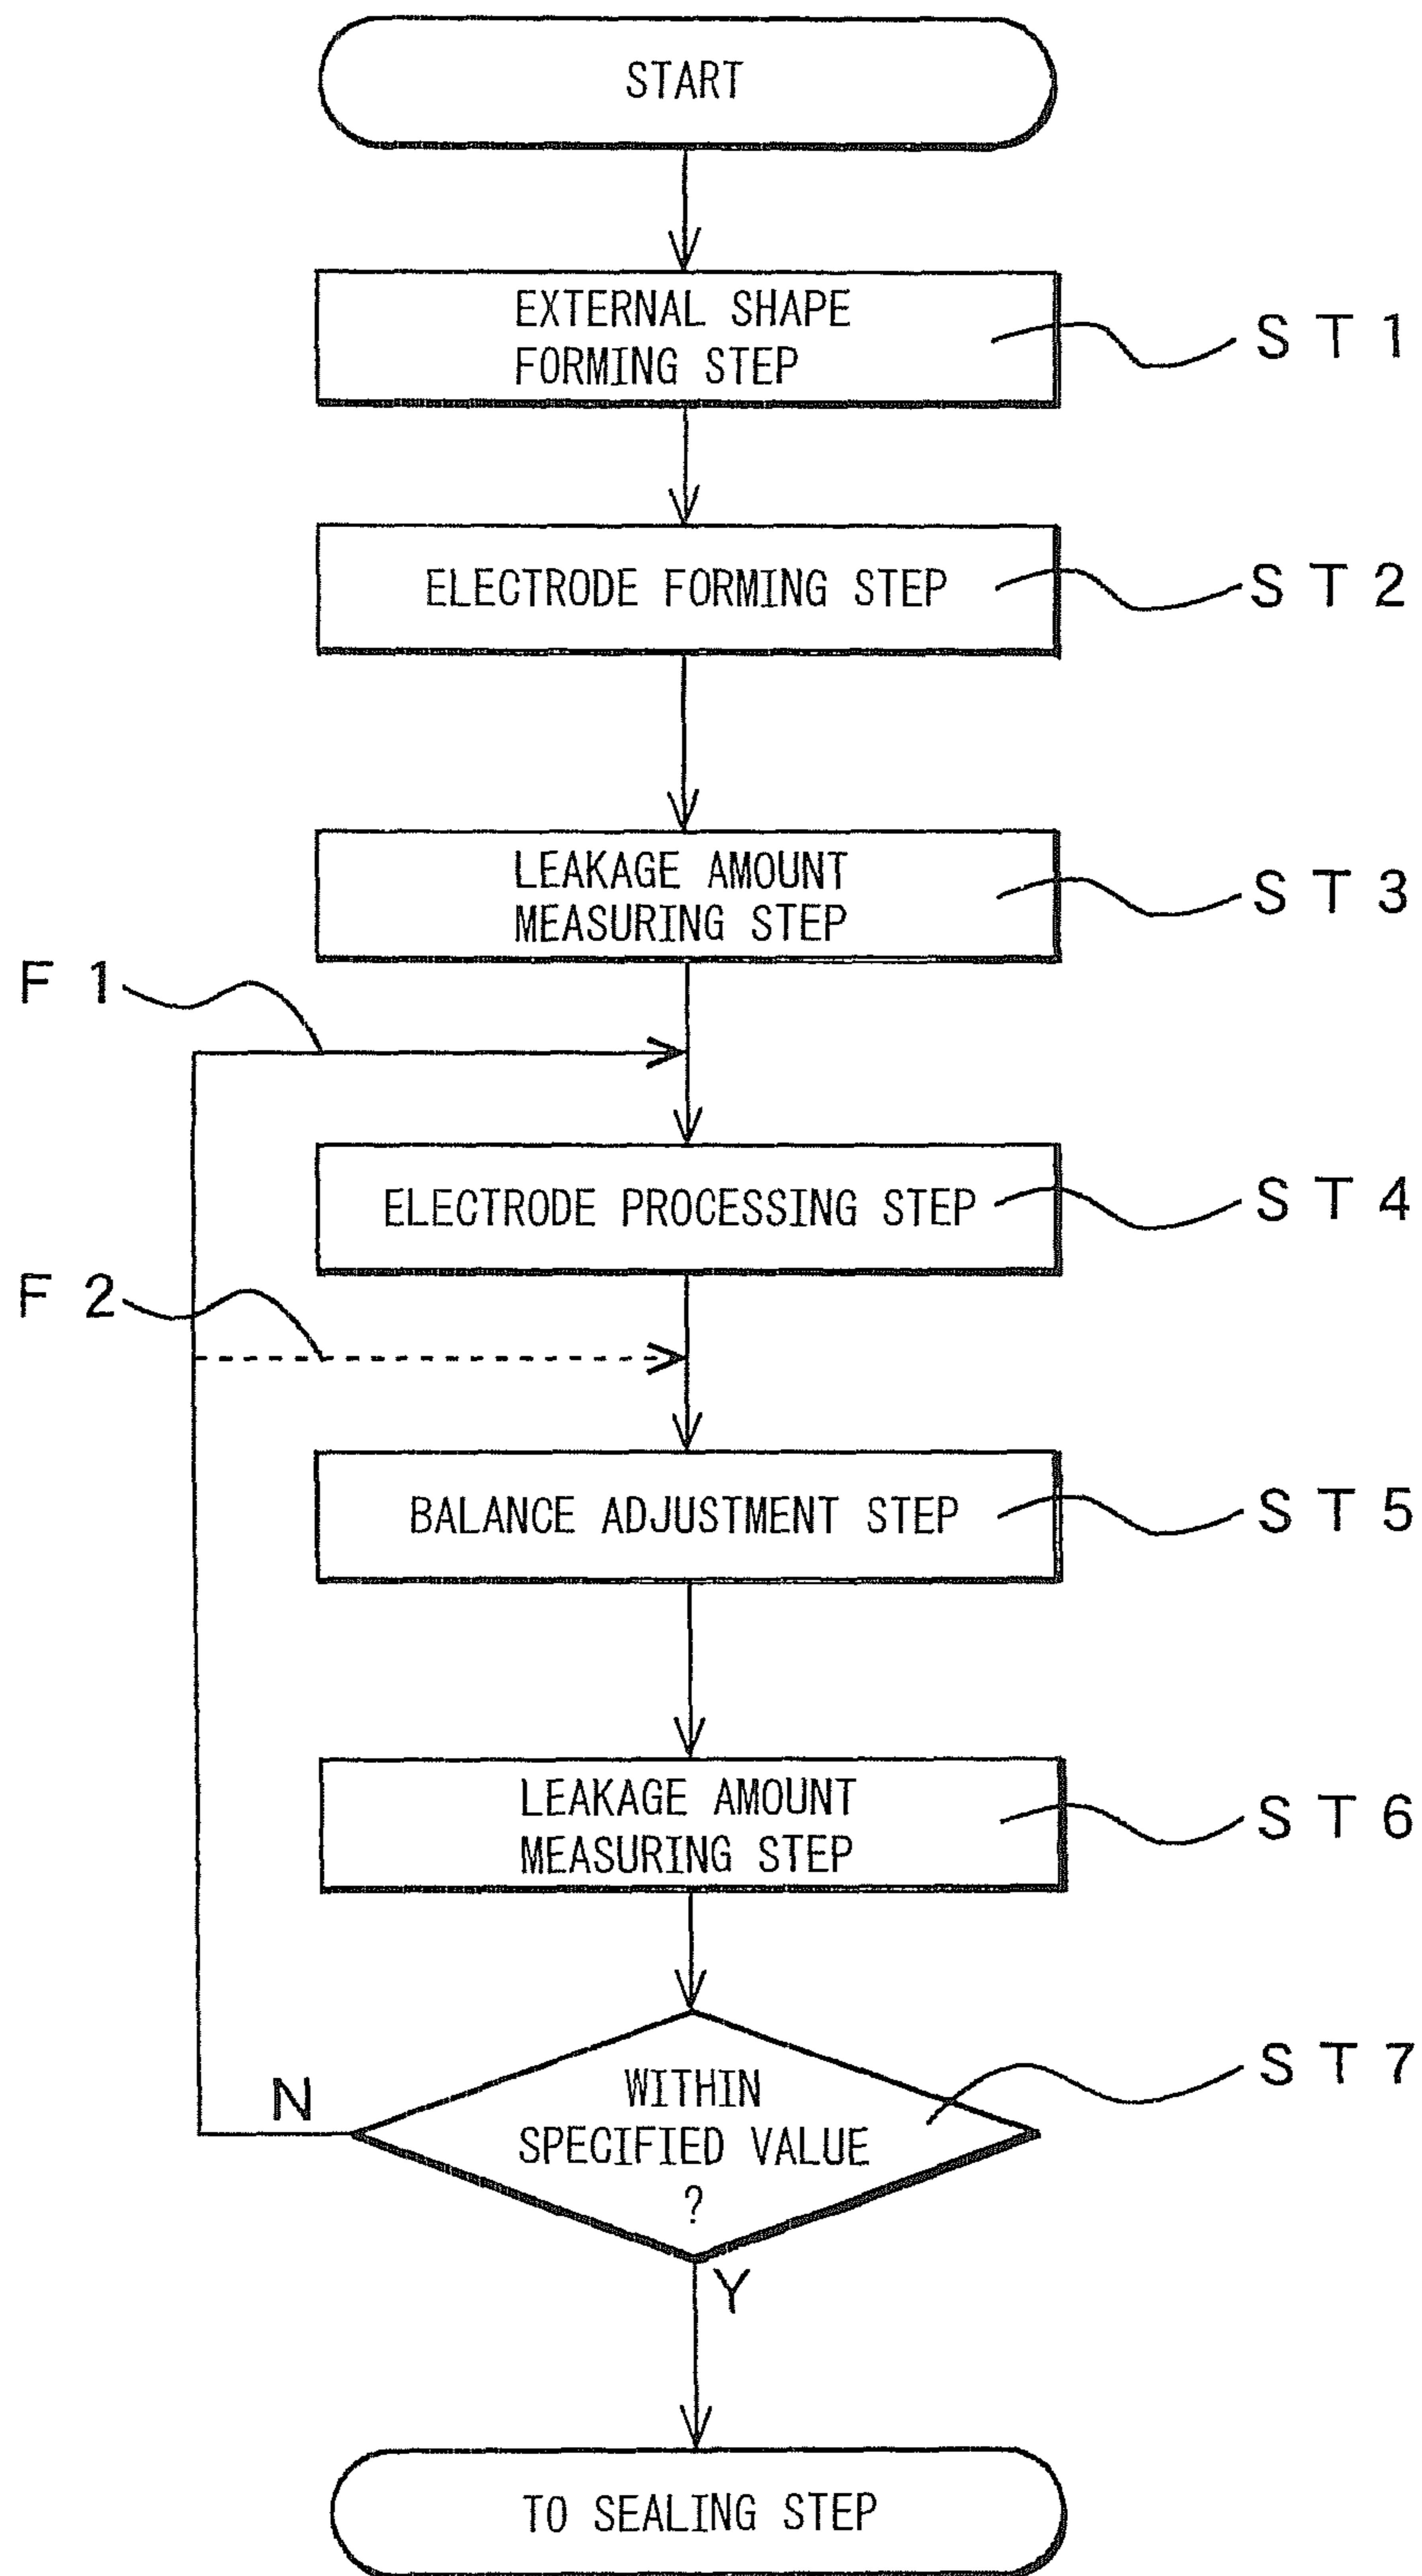 START
EXTERNAL SHAPE
FORMING STEP
ST1
ELECTRODE FORMING STEP
ST2
LEAKAGE AMOUNT
MEASURING STEP
ST3
F1
ELECTRODE PROCESSING STEP
ST4
F2
BALANCE ADJUSTMENT STEP
ST5
LEAKAGE AMOUNT
MEASURING STEP
ST6
WITHIN
SPECIFIED VALUE
?
ST7
N
Y
TO SEALING STEP